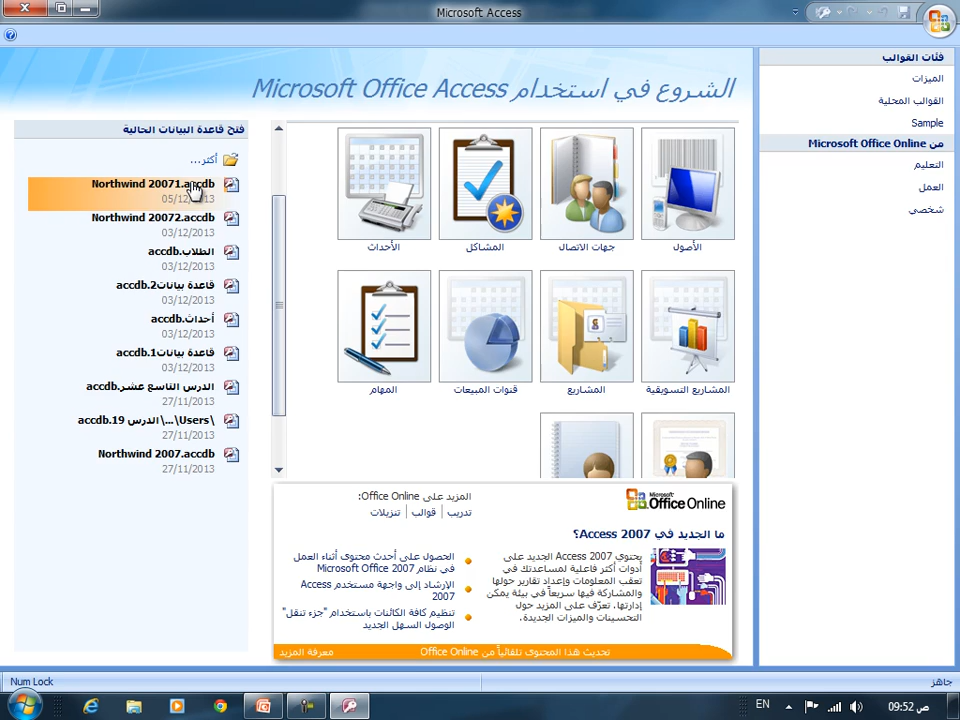 Microsoft Access
فئات القوالب
الميزات
القوالب المحلية
Sample
من Microsoft Office Online
التعليم
العمل
شخصي
الشروع في استخدام Microsoft Office Access
الأصول
جهات الاتصال
المشاكل
الأحداث
المشاريع التسويقية
المشاريع
قنوات المبيعات
المهام
فتح قاعدة البيانات الحالية
أكثر...
Northwind 20071.accdb
05/12/2013
Northwind 20072.accdb
03/12/2013
الطلاب.accdb
03/12/2013
قاعدة بيانات2.accdb
03/12/2013
أحداث.accdb
03/12/2013
قاعدة بيانات1.accdb
03/12/2013
الدرس التاسع عشر.accdb
27/11/2013
\Users\...\الدرس 19.accdb
27/11/2013
Northwind 2007.accdb
27/11/2013
Microsoft
Office Online
المزيد على Office Online:
تدريب | قوالب | تنزيلات
ما الجديد في Access 2007؟
يحتوي Access 2007 الجديد على
أدوات أكثر فاعلية لمساعدتك في
تعقب المعلومات وإعداد تقارير حولها
والمشاركة فيها سريعاً في بيئة يمكن
إدارتها. تعرّف على المزيد حول
التحسينات والميزات الجديدة.
الحصول على أحدث محتوى أثناء العمل
في نظام Microsoft Office 2007
الإرشاد إلى واجهة مستخدم Access
2007
تنظيم كافة الكائنات باستخدام "جزء تنقل"
الوصول السهل الجديد
تحديث هذا المحتوى تلقائياً من Office Online
معرفة المزيد
جاهز
Num Lock
EN
09:52 ص